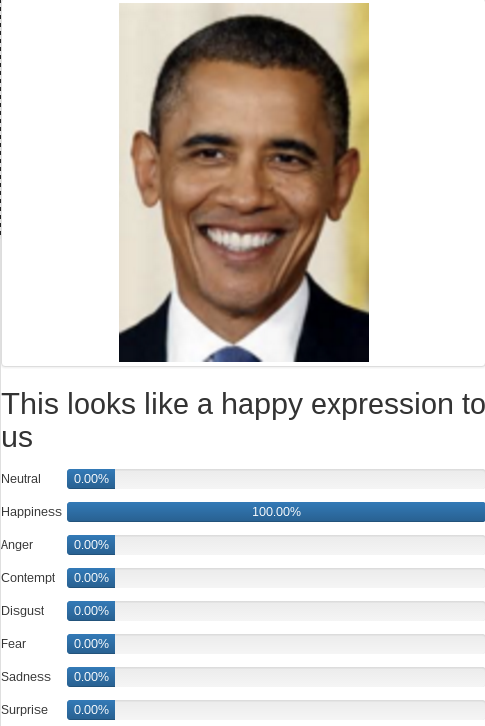 This looks like a happy expression to
us
Neutral 0.00%
Happiness 100.00%
Anger 0.00%
Contempt 0.00%
Disgust 0.00%
Fear 0.00%
Sadness 0.00%
Surprise 0.00%